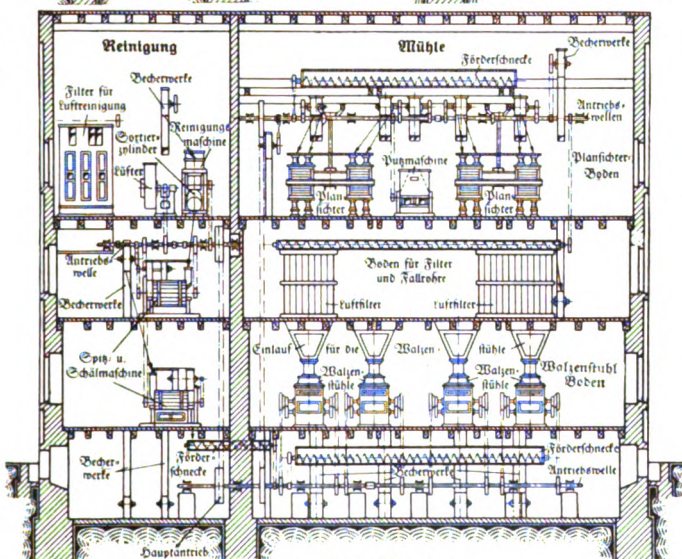 Reinigung
Mühle
Becherwerke
Förderschnecke
Becherwerke
Filter für
Luftreinigung
Sortier-
zylinder
Reinigungs
maschine
Antriebs-
wellen
Lüfter
Putzmaschine
Plansichter-
Boden
Plan
sichter
Plan
sichter
Antriebs-
welle
Becherwerke
Boden für Filter
und Fallrohre
Luftfilter
Luftfilter
Spitz- u.
Schälmaschine
Einlauf für die Walzen stühle
Walzen-
stühle
Walzen-
stühle
Walzenstuhl
Boden
Becher-
werke
Förder-
schnecke
Förderschnecke
Becherwerke
Antriebswelle
Hauptantrieb